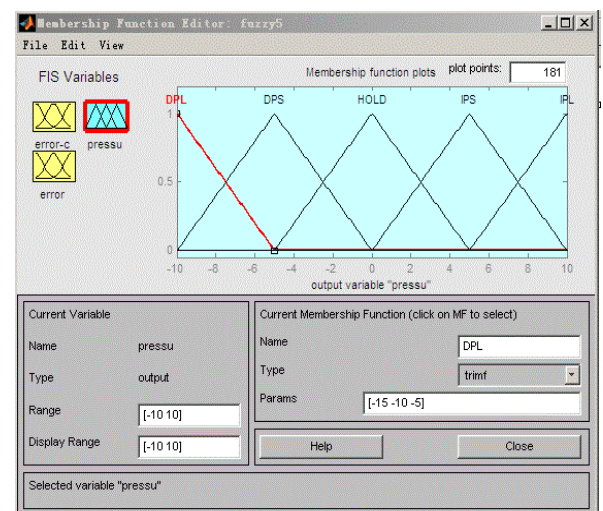 Membership Function Editor: fuzzy5
File Edit View
FIS Variables
Membership function plots plot points: 181
error-c pressu
error
DPL DPS HOLD IPS IPL
1
0.5
0
-10 -8 -6 -4 -2 0 2 4 6 8 10
output variable "pressu"
Current Variable
Name pressu
Type output
Range [-10 10]
Display Range [-10 10]
Current Membership Function (click on MF to select)
Name DPL
Type trimf
Params [-15 -10 -5]
Help Close
Selected variable "pressu"